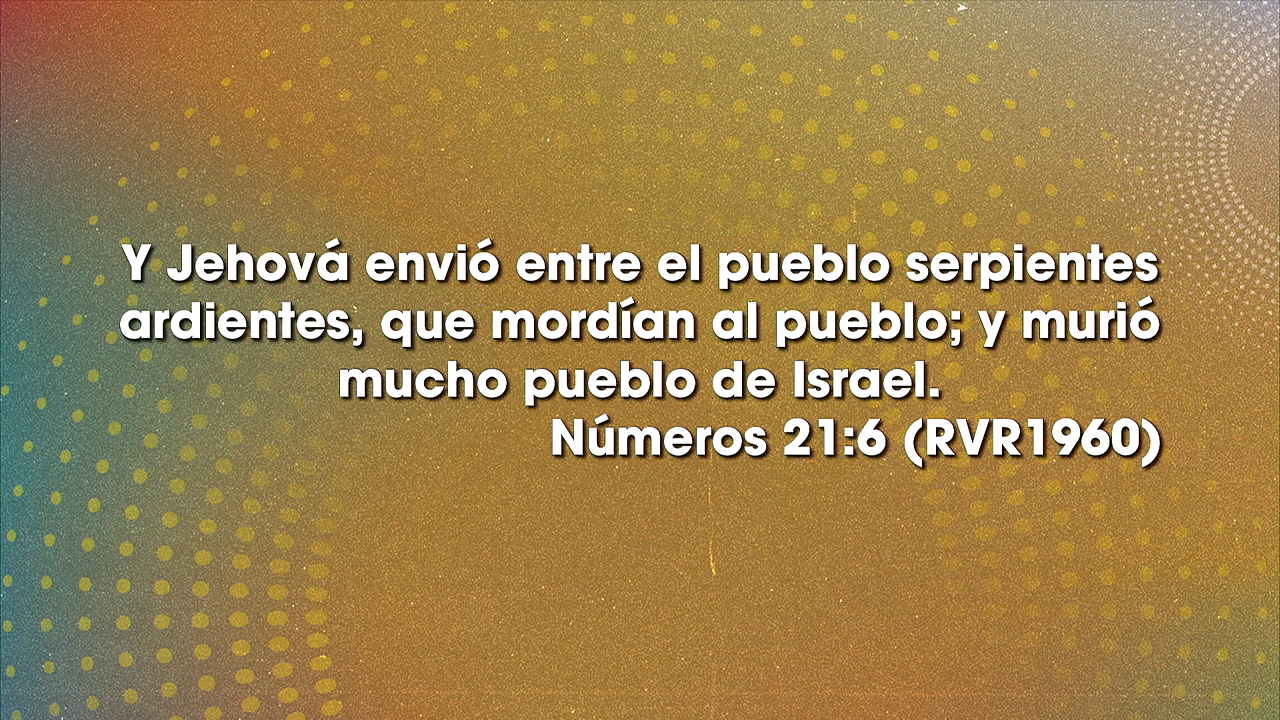 Y Jehová envió entre el pueblo serpientes
ardientes, que mordían al pueblo; y murió
mucho pueblo de Israel.
Números 21:6 (RVR1960)